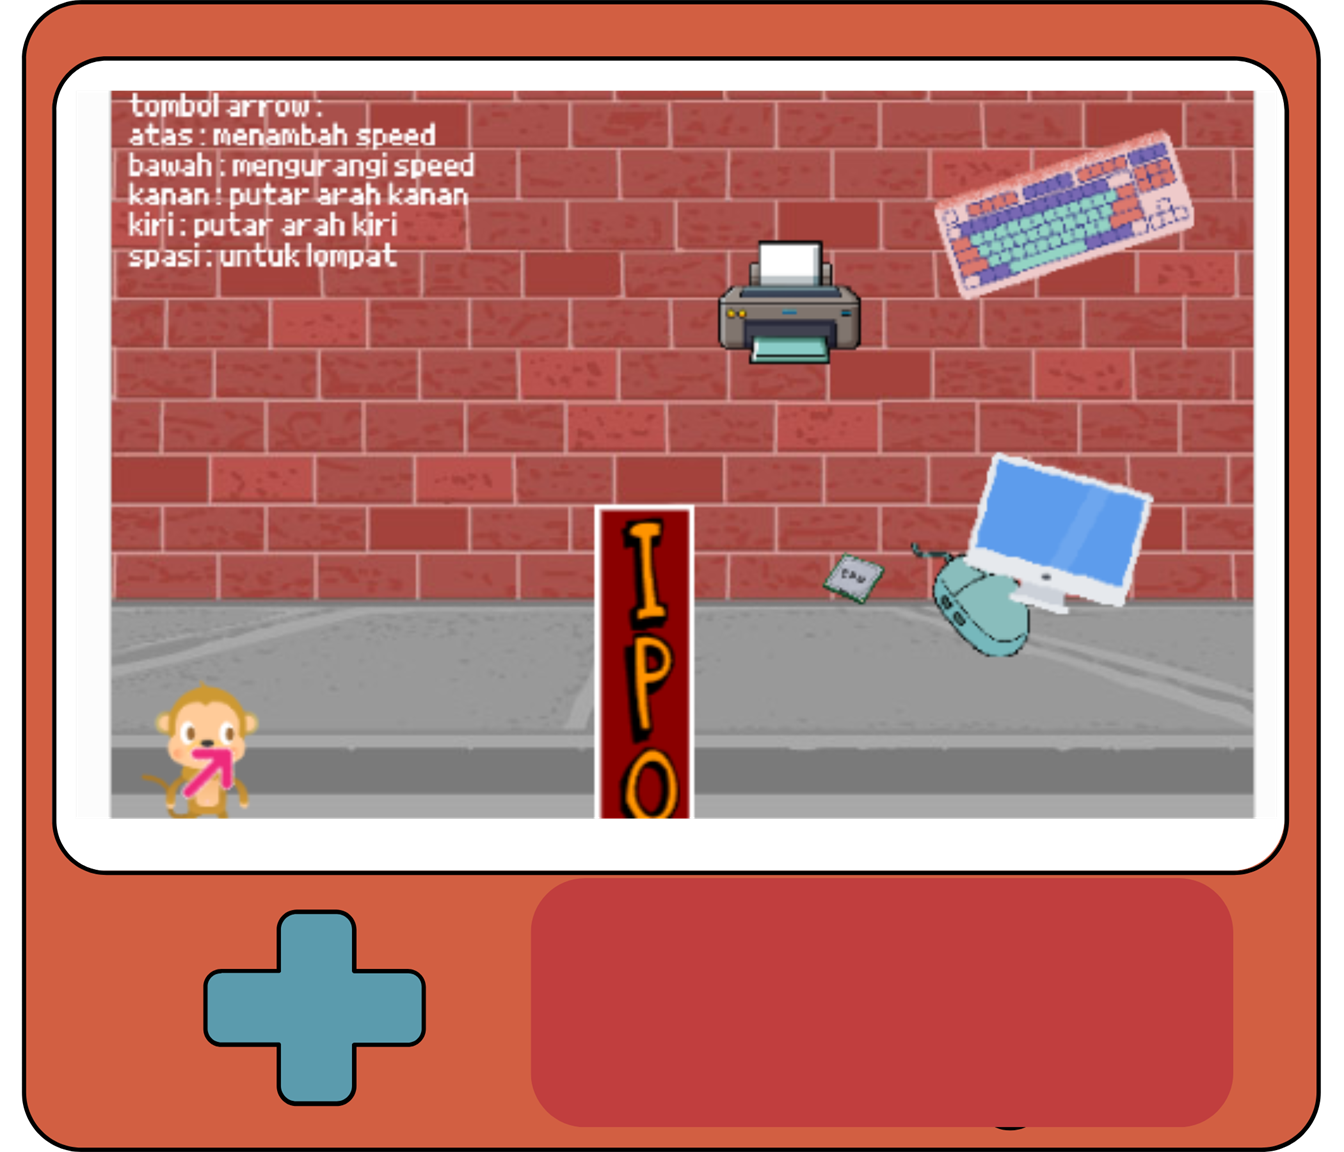 tombol arrow :
atas : menambah speed
bawah : mengurangi speed
kanan : putar arah kanan
kiri : putar arah kiri
spasi : untuk lompat
CPU
I
P
O